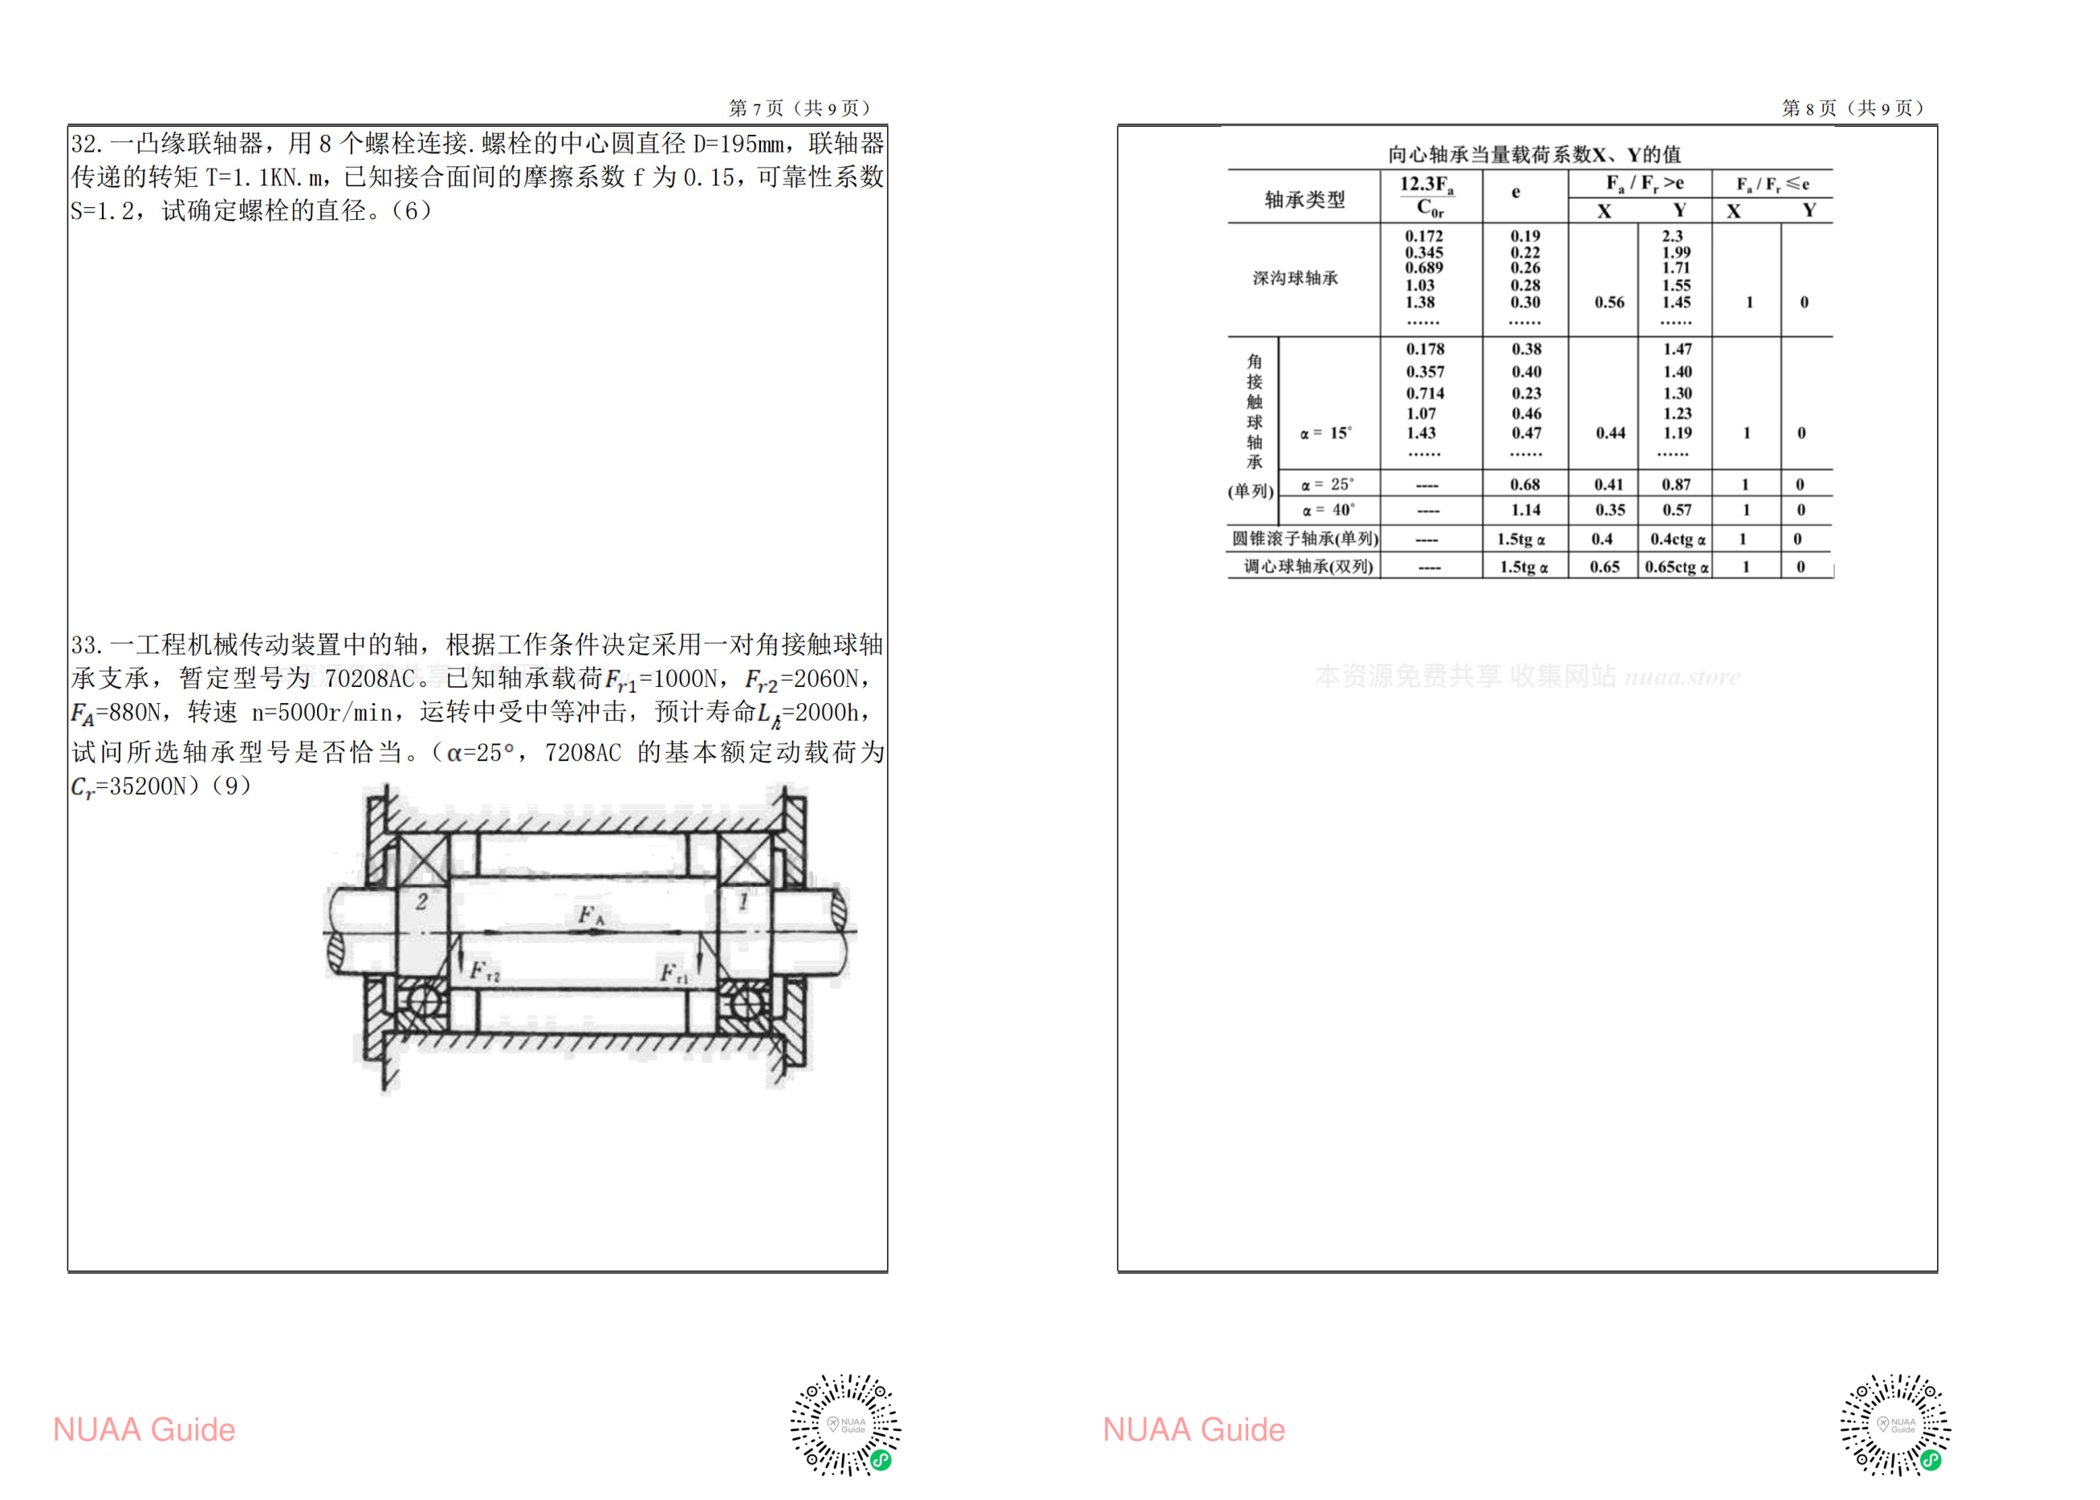 第 7 页（共 9 页）
32.一凸缘联轴器，用 8 个螺栓连接.螺栓的中心圆直径 D=195mm，联轴器
传递的转矩 T=1.1KN.m，已知接合面间的摩擦系数 f 为 0.15，可靠性系数
S=1.2，试确定螺栓的直径。（6）
33.一工程机械传动装置中的轴，根据工作条件决定采用一对角接触球轴
承支承，暂定型号为 70208AC。已知轴承载荷Fr1=1000N，Fr2=2060N，
FA=880N，转速 n=5000r/min，运转中受中等冲击，预计寿命Lh=2000h，
试问所选轴承型号是否恰当。（α=25°，7208AC 的基本额定动载荷为
Cr=35200N）（9）
2
1
FA
Fr2
Fr1
NUAA Guide
NUAA
Guide
第 8 页（共 9 页）
向心轴承当量载荷系数X、Y的值
轴承类型 12.3Fa/C0r e Fa / Fr >e Fa / Fr ≤e
X Y X Y
深沟球轴承
0.172 0.19 2.3
0.345 0.22 1.99
0.689 0.26 1.71
1.03 0.28 1.55
1.38 0.30 0.56 1.45 1 0
…… …… ……
角接触球轴承
(单列)
0.178 0.38 1.47
0.357 0.40 1.40
0.714 0.23 1.30
1.07 0.46 1.23
α = 15° 1.43 0.47 0.44 1.19 1 0
…… …… ……
α = 25° ---- 0.68 0.41 0.87 1 0
α = 40° ---- 1.14 0.35 0.57 1 0
圆锥滚子轴承(单列) ---- 1.5tg α 0.4 0.4ctg α 1 0
调心球轴承(双列) ---- 1.5tg α 0.65 0.65ctg α 1 0
本资源免费共享 收集网站 nuaa.store
NUAA Guide
NUAA
Guide